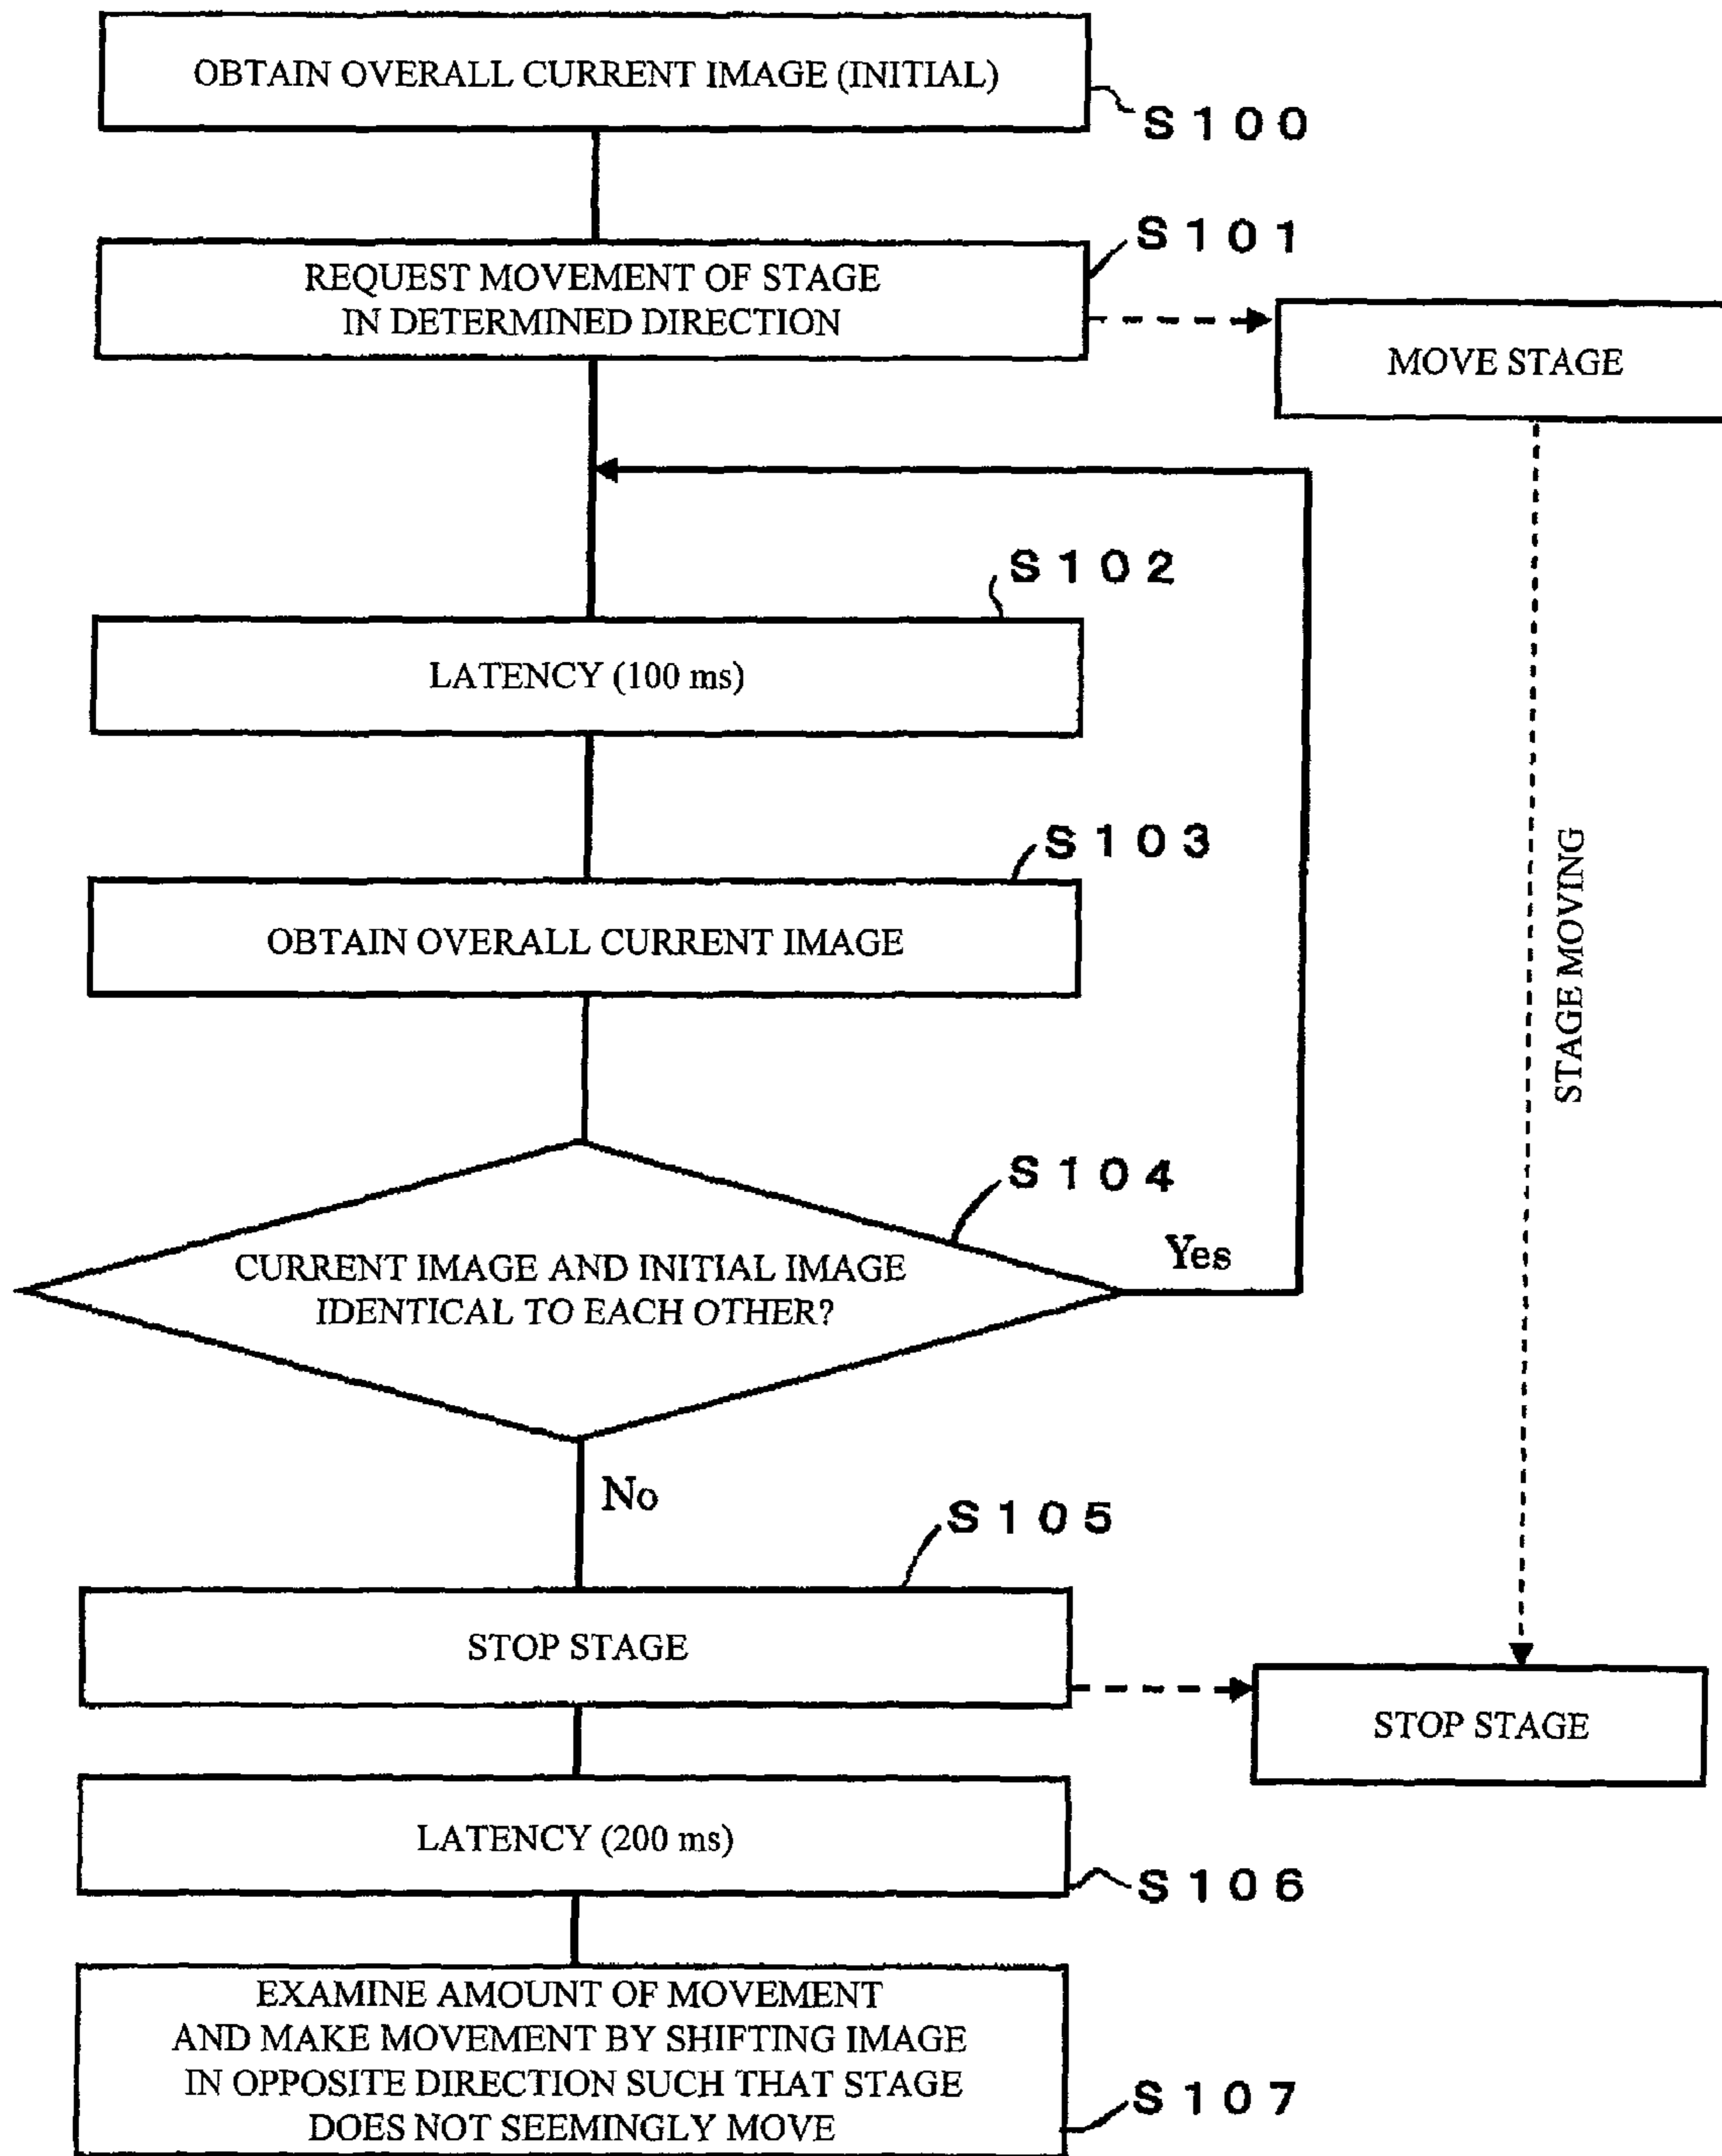 OBTAIN OVERALL CURRENT IMAGE (INITIAL)
S100
S101
REQUEST MOVEMENT OF STAGE
IN DETERMINED DIRECTION
MOVE STAGE
S102
LATENCY (100 ms)
S103
OBTAIN OVERALL CURRENT IMAGE
STAGE MOVING
S104
CURRENT IMAGE AND INITIAL IMAGE
IDENTICAL TO EACH OTHER?
Yes
No
S105
STOP STAGE
STOP STAGE
LATENCY (200 ms)
S106
EXAMINE AMOUNT OF MOVEMENT
AND MAKE MOVEMENT BY SHIFTING IMAGE
IN OPPOSITE DIRECTION SUCH THAT STAGE
DOES NOT SEEMINGLY MOVE
S107